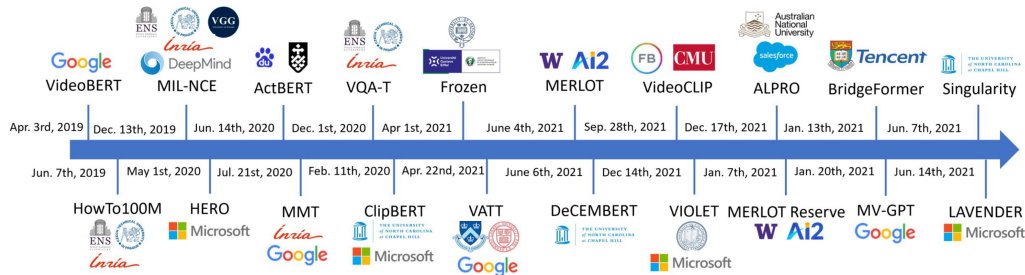 ENS
VGG
Inria
DeepMind
Google
VideoBERT
MIL-NCE
Baidu
ActBERT
ENS
Inria
VQA-T
Université
Gustave
Eiffel
Frozen
W Ai2
MERLOT
FB
CMU
VideoCLIP
Australian
National
University
salesforce
ALPRO
Tencent
BridgeFormer
THE UNIVERSITY
of NORTH CAROLINA
at CHAPEL HILL
Singularity
Apr. 3rd, 2019
Dec. 13th, 2019
Jun. 14th, 2020
Dec. 1st, 2020
Apr 1st, 2021
June 4th, 2021
Sep. 28th, 2021
Dec. 17th, 2021
Jan. 13th, 2021
Jun. 7th, 2021
Jun. 7th, 2019
May 1st, 2020
Jul. 21st, 2020
Feb. 11th, 2020
Apr. 22nd, 2021
June 6th, 2021
Dec 14th, 2021
Jan. 7th, 2021
Jan. 20th, 2021
Jun. 14th, 2021
HowTo100M
ENS
Inria
HERO
Microsoft
MMT
Inria
Google
ClipBERT
THE UNIVERSITY
of NORTH CAROLINA
at CHAPEL HILL
Microsoft
VATT
Google
DeCEMBERT
THE UNIVERSITY
of NORTH CAROLINA
at CHAPEL HILL
VIOLET
Microsoft
MERLOT Reserve
W Ai2
MV-GPT
Google
LAVENDER
Microsoft